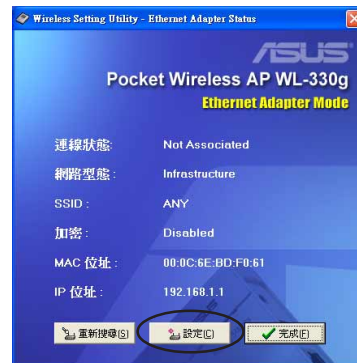 Wireless Setting Utility - Ethernet Adapter Status
/ISUS
Pocket Wireless AP WL-330g
Ethernet Adapter Mode
連線狀態: Not Associated
網路型態: Infrastructure
SSID: ANY
加密: Disabled
MAC 位址: 00:0C:6E:BD:F0:61
IP 位址: 192.168.1.1
重新搜尋(S) 設定(C) 完成(E)